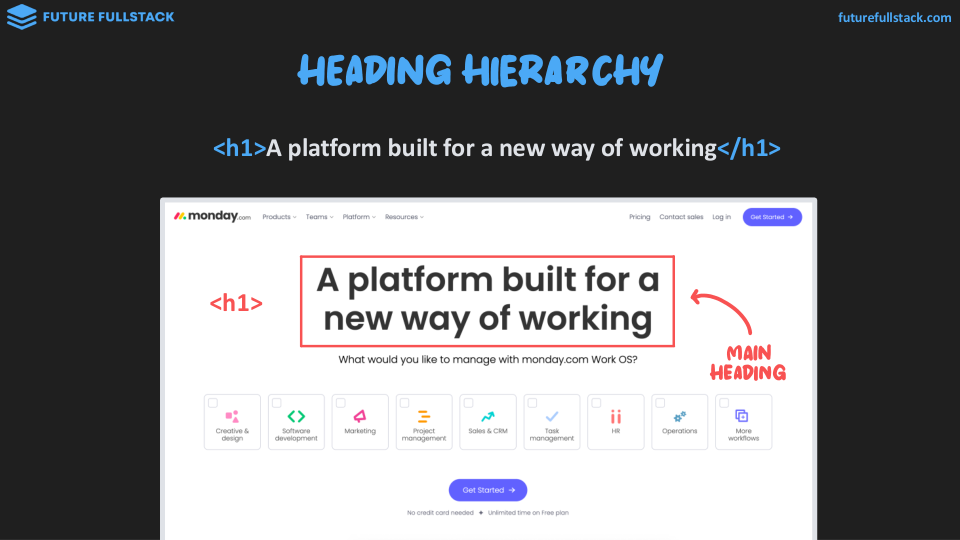 FUTURE FULLSTACK
futurefullstack.com
HEADING HIERARCHY
<h1>A platform built for a new way of working</h1>
monday.com Products Teams Platform Resources Pricing Contact sales Log in Get Started →
<h1>
A platform built for a
new way of working
MAIN
HEADING
What would you like to manage with monday.com Work OS?
Creative &
design
Software
development
Marketing
Project
management
Sales & CRM
Task
management
HR
Operations
More
workflows
Get Started →
No credit card needed ✦ Unlimited time on Free plan